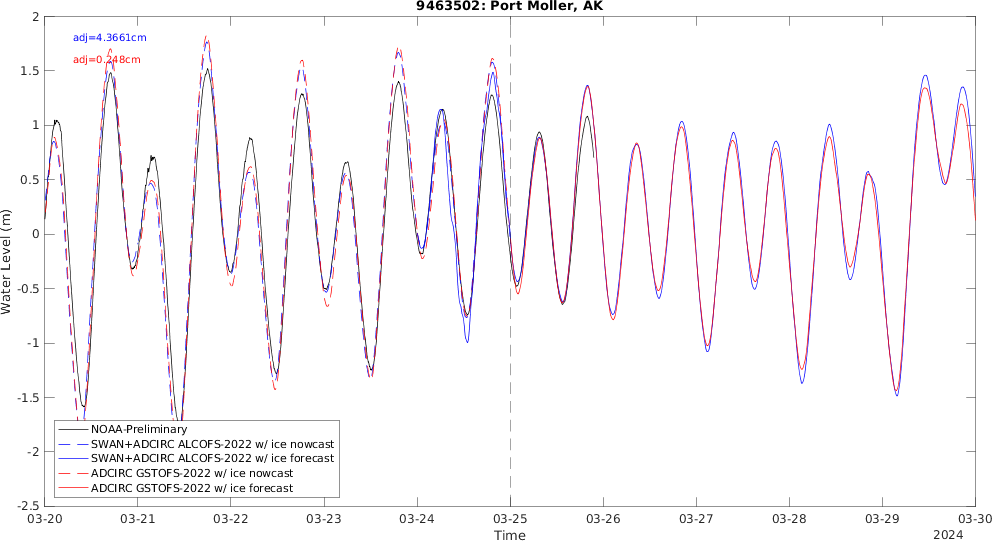 9463502: Port Moller, AK
adj=4.3661cm
adj=0.248cm
2
1.5
1
0.5
0
-0.5
-1
-1.5
-2
-2.5
Water Level (m)
NOAA-Preliminary
SWAN+ADCIRC ALCOFS-2022 w/ ice nowcast
SWAN+ADCIRC ALCOFS-2022 w/ ice forecast
ADCIRC GSTOFS-2022 w/ ice nowcast
ADCIRC GSTOFS-2022 w/ ice forecast
03-20 03-21 03-22 03-23 03-24 03-25 03-26 03-27 03-28 03-29 03-30
Time
2024